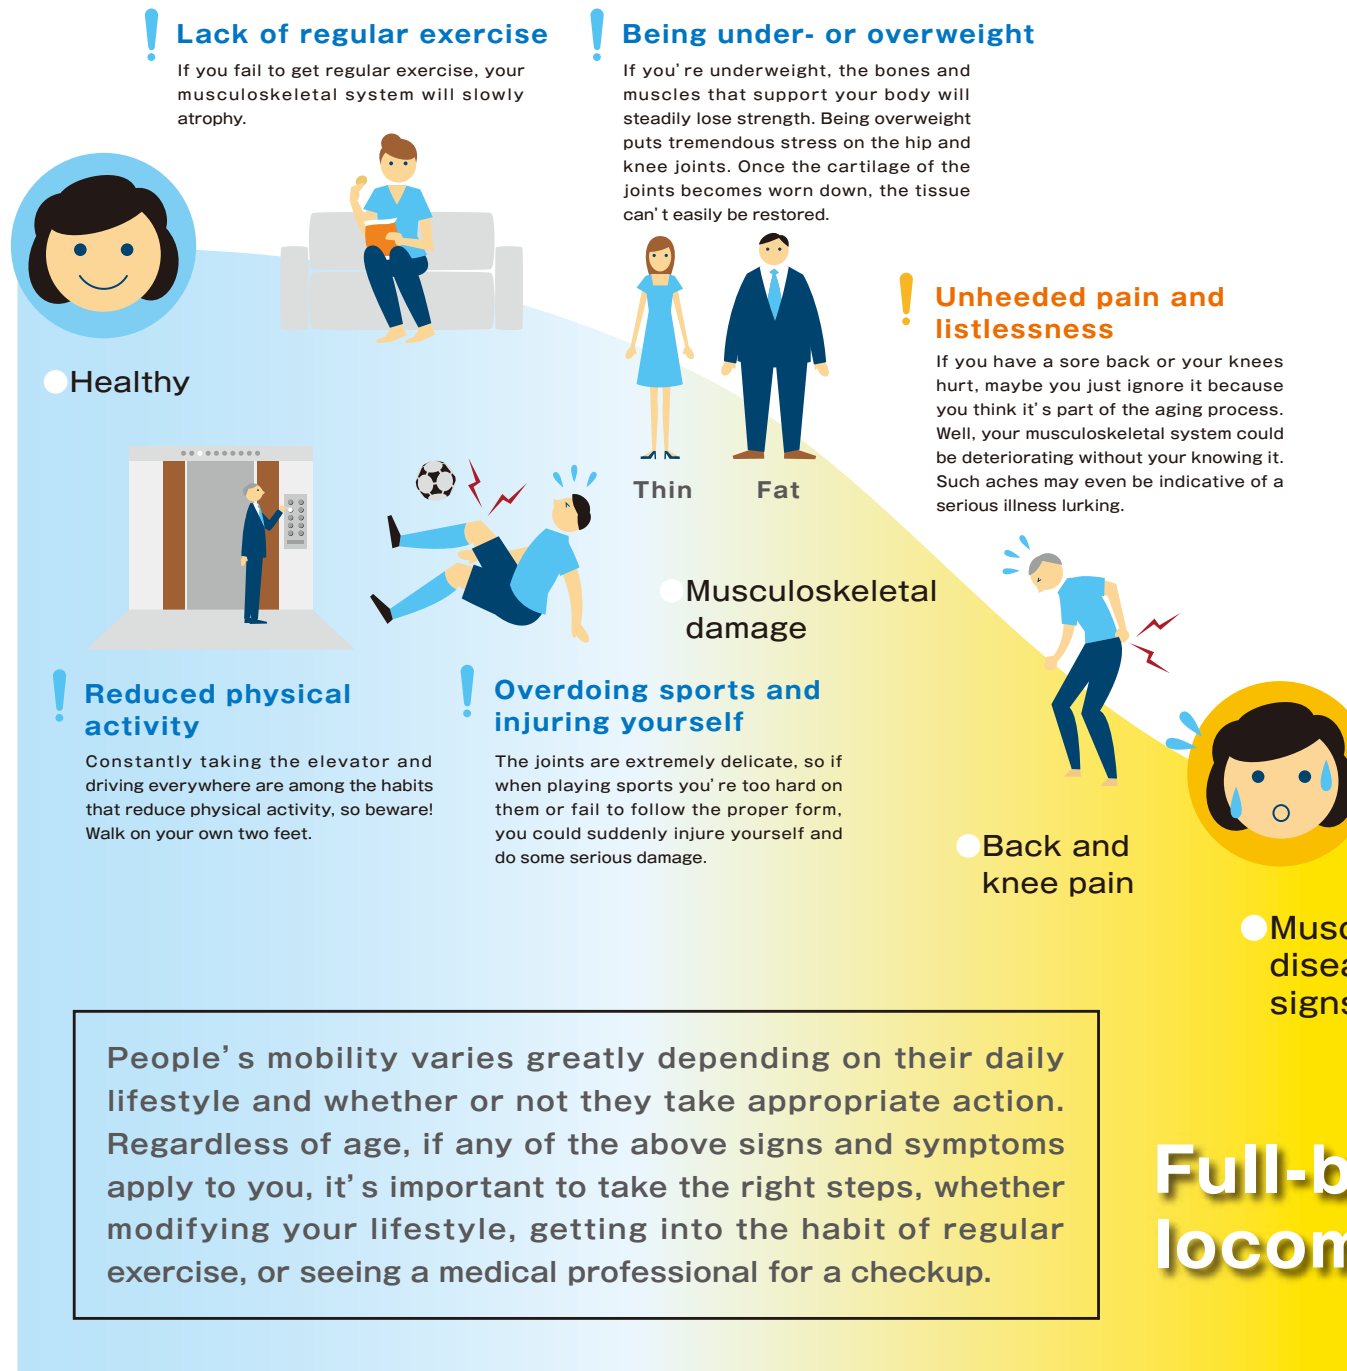 Lack of regular exercise
If you fail to get regular exercise, your
musculoskeletal system will slowly
atrophy.
Being under- or overweight
If you're underweight, the bones and
muscles that support your body will
steadily lose strength. Being overweight
puts tremendous stress on the hip and
knee joints. Once the cartilage of the
joints becomes worn down, the tissue
can't easily be restored.
Unheeded pain and
listlessness
If you have a sore back or your knees
hurt, maybe you just ignore it because
you think it's part of the aging process.
Well, your musculoskeletal system could
be deteriorating without your knowing it.
Such aches may even be indicative of a
serious illness lurking.
Healthy
Thin
Fat
Musculoskeletal
damage
Reduced physical
activity
Constantly taking the elevator and
driving everywhere are among the habits
that reduce physical activity, so beware!
Walk on your own two feet.
Overdoing sports and
injuring yourself
The joints are extremely delicate, so if
when playing sports you're too hard on
them or fail to follow the proper form,
you could suddenly injure yourself and
do some serious damage.
Back and
knee pain
People's mobility varies greatly depending on their daily
lifestyle and whether or not they take appropriate action.
Regardless of age, if any of the above signs and symptoms
apply to you, it's important to take the right steps, whether
modifying your lifestyle, getting into the habit of regular
exercise, or seeing a medical professional for a checkup.